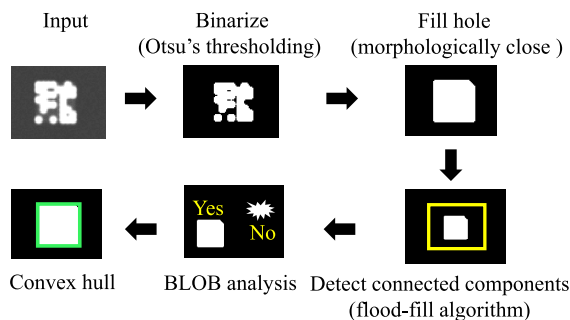 Input
Binarize
(Otsu's thresholding)
Fill hole
(morphologically close )
Yes
No
Convex hull
BLOB analysis
Detect connected components
(flood-fill algorithm)